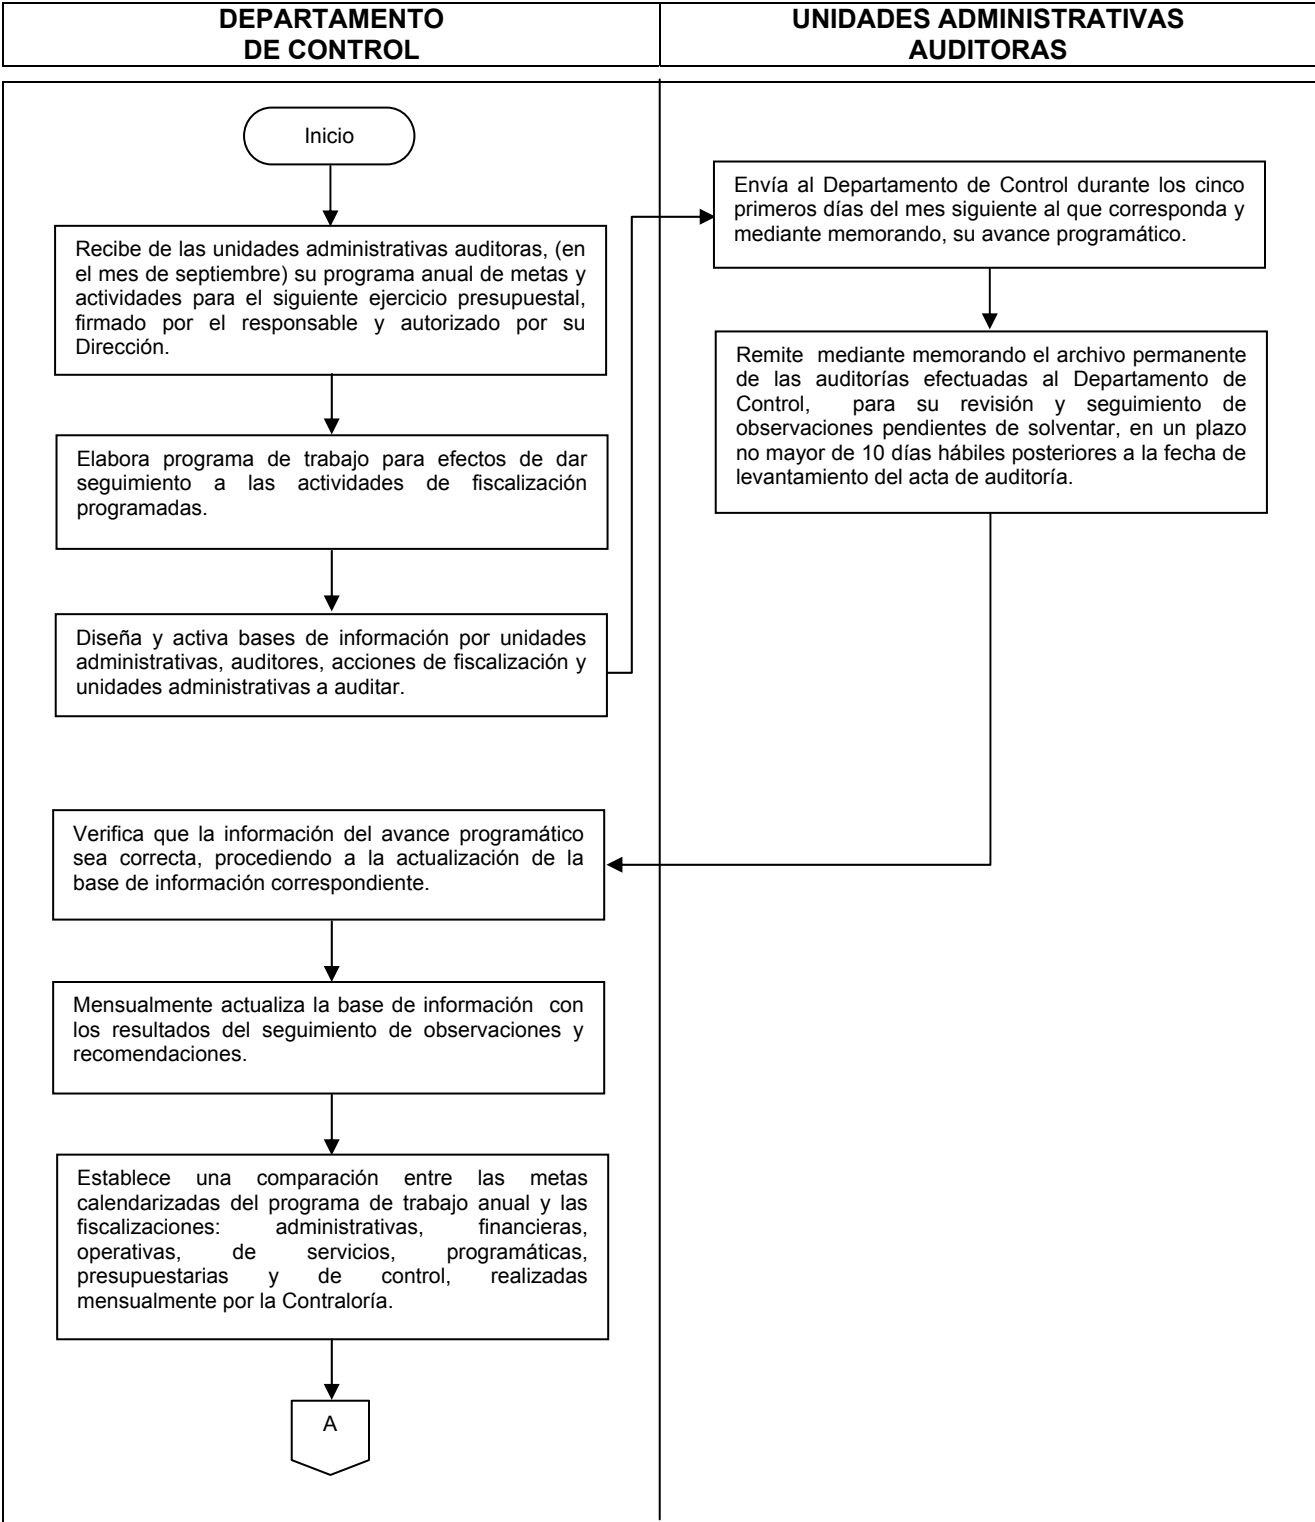 DEPARTAMENTO
DE CONTROL
UNIDADES ADMINISTRATIVAS
AUDITORAS
Inicio
Recibe de las unidades administrativas auditoras, (en
el mes de septiembre) su programa anual de metas y
actividades para el siguiente ejercicio presupuestal,
firmado por el responsable y autorizado por su
Dirección.
Elabora programa de trabajo para efectos de dar
seguimiento a las actividades de fiscalización
programadas.
Diseña y activa bases de información por unidades
administrativas, auditores, acciones de fiscalización y
unidades administrativas a auditar.
Envía al Departamento de Control durante los cinco
primeros días del mes siguiente al que corresponda y
mediante memorando, su avance programático.
Remite mediante memorando el archivo permanente
de las auditorías efectuadas al Departamento de
Control, para su revisión y seguimiento de
observaciones pendientes de solventar, en un plazo
no mayor de 10 días hábiles posteriores a la fecha de
levantamiento del acta de auditoría.
Verifica que la información del avance programático
sea correcta, procediendo a la actualización de la
base de información correspondiente.
Mensualmente actualiza la base de información con
los resultados del seguimiento de observaciones y
recomendaciones.
Establece una comparación entre las metas
calendarizadas del programa de trabajo anual y las
fiscalizaciones: administrativas, financieras,
operativas, de servicios, programáticas,
presupuestarias y de control, realizadas
mensualmente por la Contraloría.
A